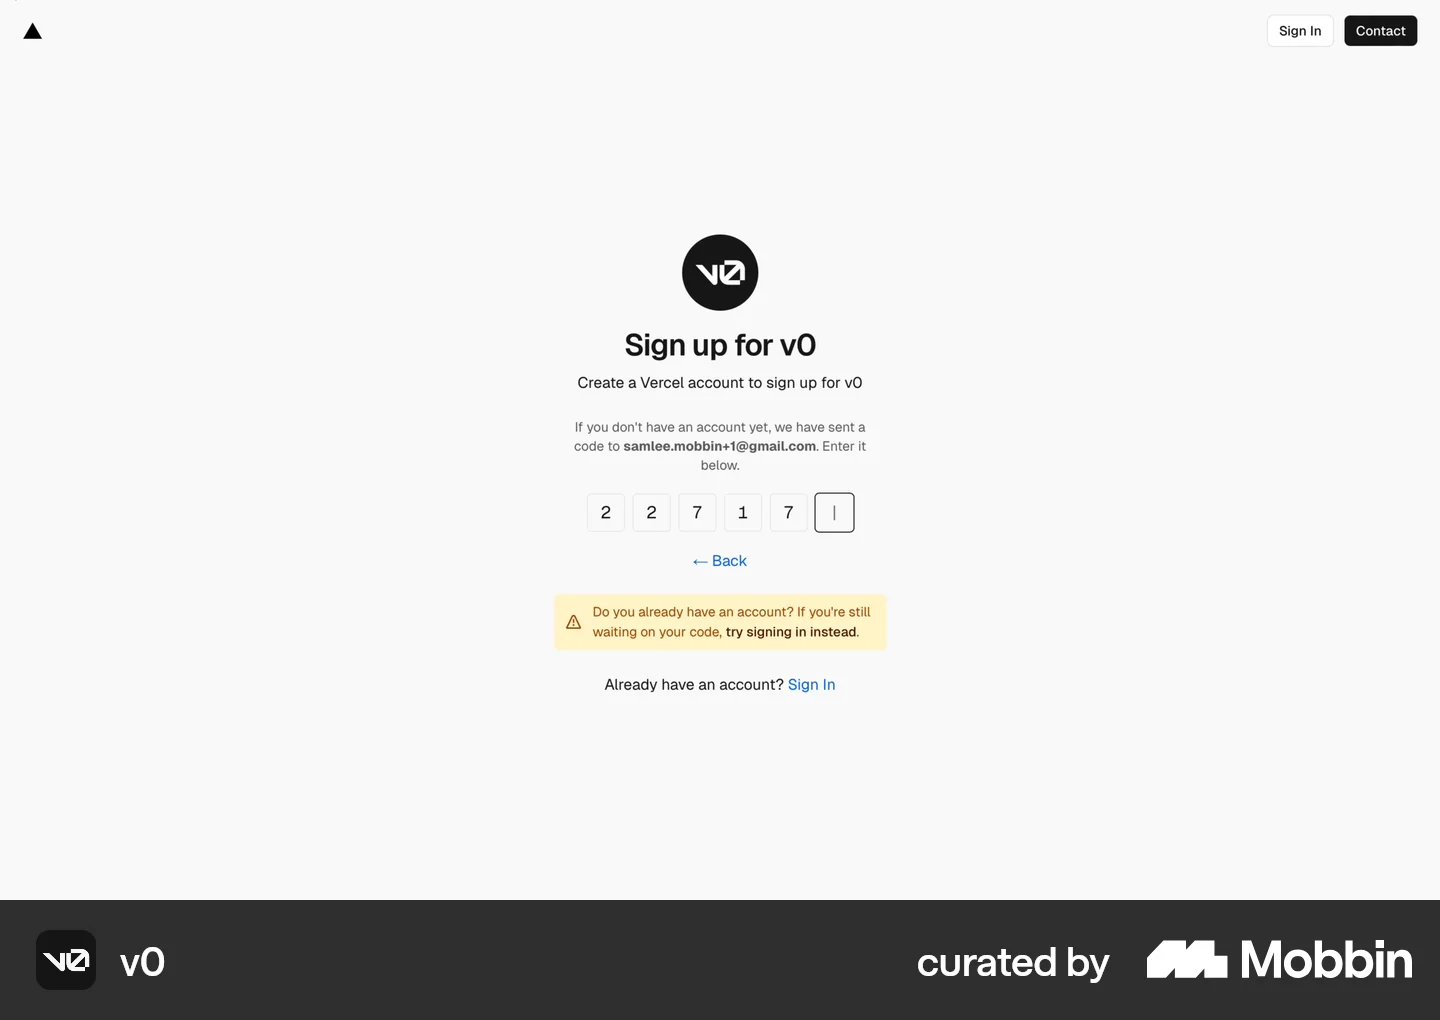 Sign In
Contact
v0
Sign up for v0
Create a Vercel account to sign up for v0
If you don't have an account yet, we have sent a
code to samlee.mobbin+1@gmail.com. Enter it
below.
2 2 7 1 7
← Back
Do you already have an account? If you're still
waiting on your code, try signing in instead.
Already have an account? Sign In
v0
v0
curated by
Mobbin